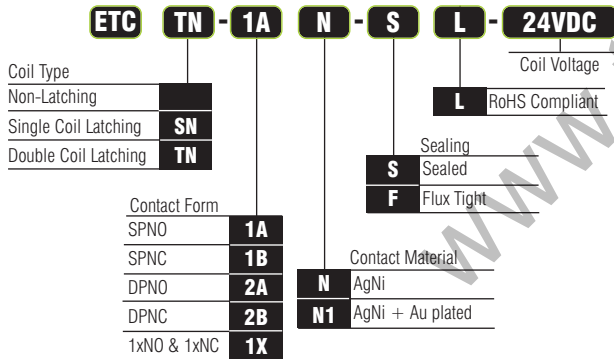 ETC TN - 1A N - S L - 24VDC
Coil Voltage
Coil Type
Non-Latching
Single Coil Latching SN
Double Coil Latching TN
L RoHS Compliant
Sealing
S Sealed
F Flux Tight
Contact Form
SPNO 1A
SPNC 1B
DPNO 2A
DPNC 2B
1xNO & 1xNC 1X
Contact Material
N AgNi
N1 AgNi + Au plated
www